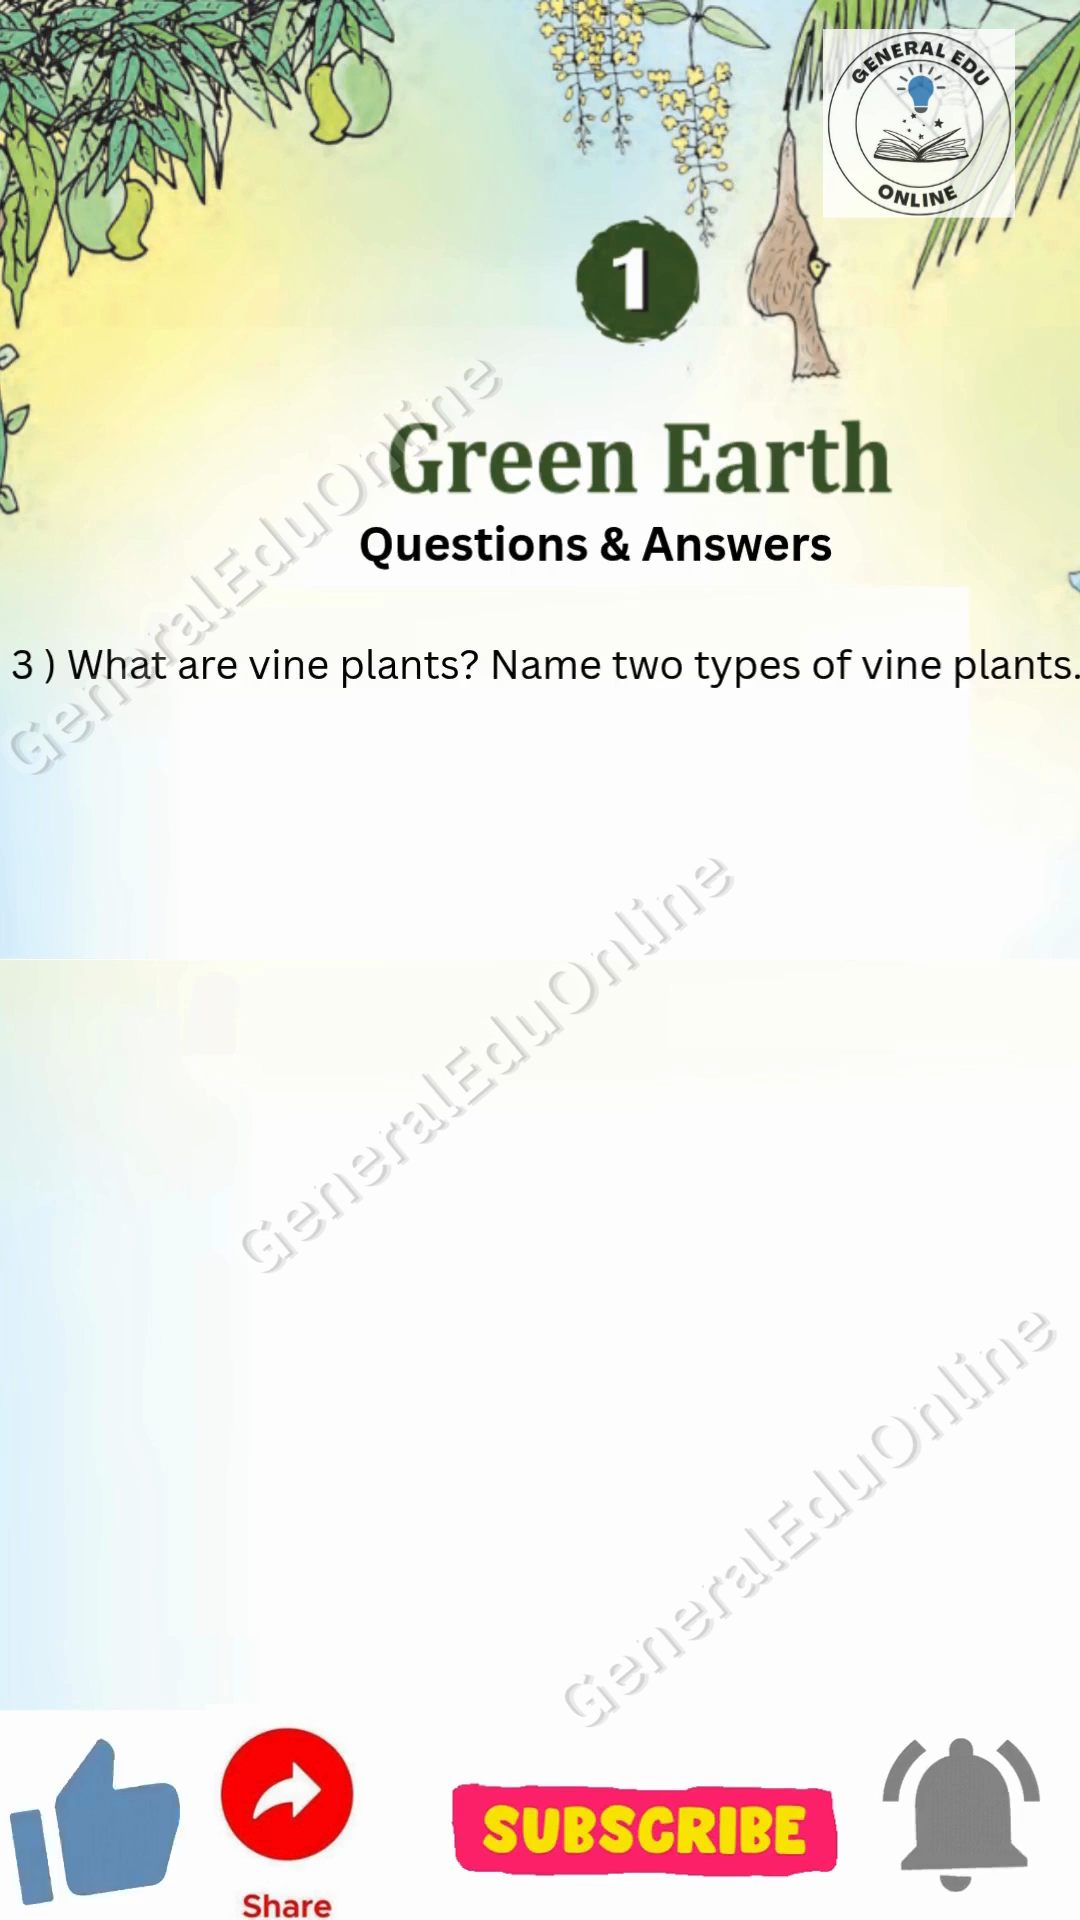 GENERAL EDU
ONLINE
1
Green Earth
Questions & Answers
3 ) What are vine plants? Name two types of vine plants.
GeneralEduOnline
GeneralEduOnline
GeneralEduOnline
SUBSCRIBE
Share